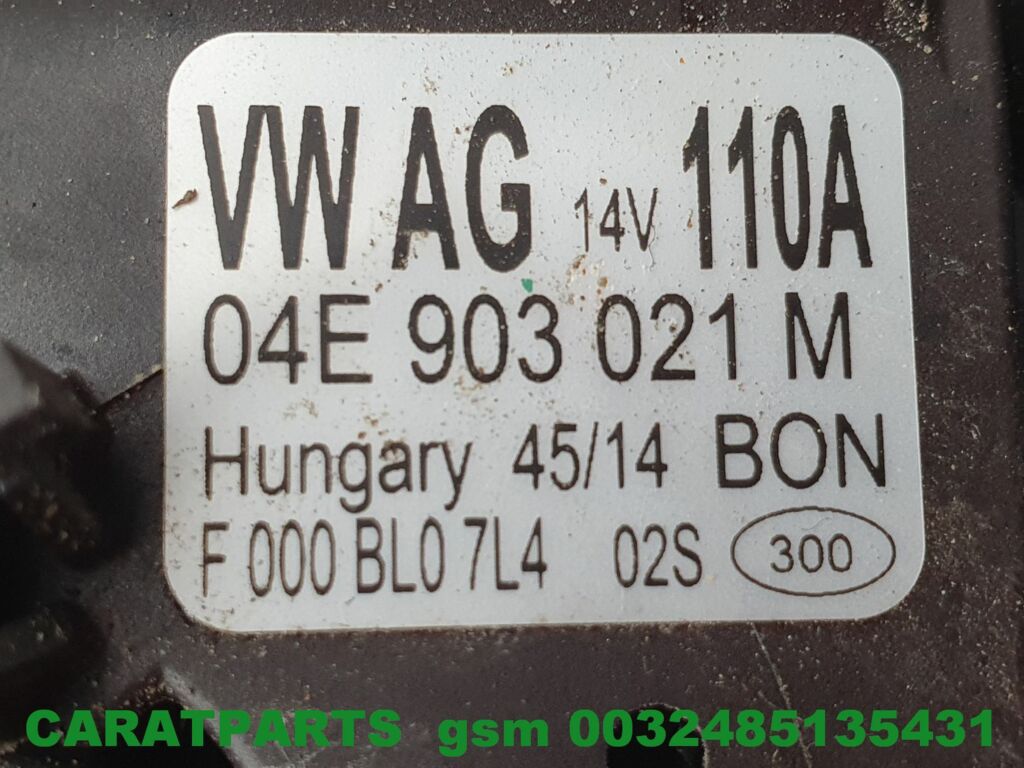 VW AG 14V 110A
04E 903 021 M
Hungary 45/14 BON
F 000 BL0 7L4 02S 300
CARATPARTS gsm 0032485135431